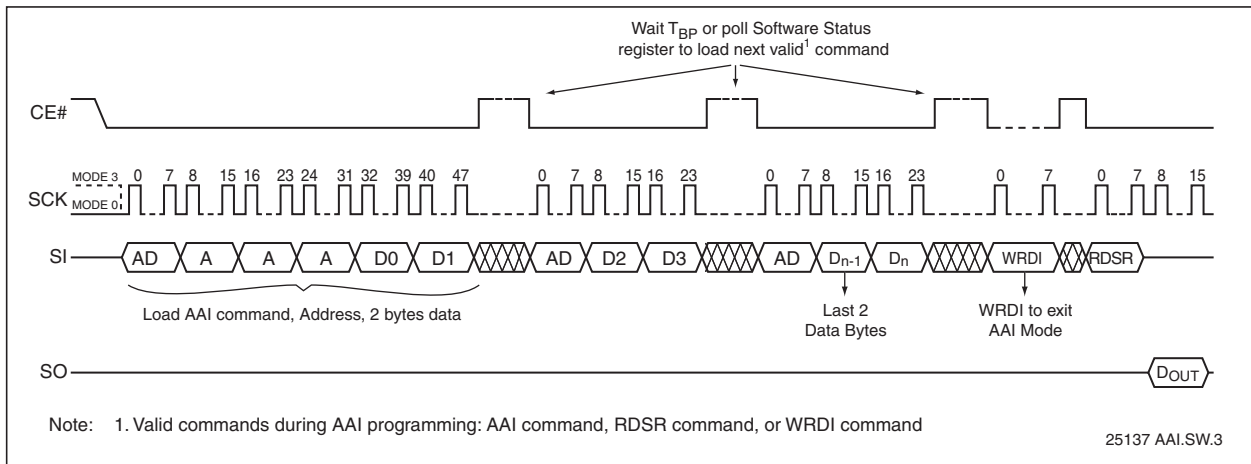 Wait TBP or poll Software Status
register to load next valid1 command
CE#
MODE 3
0 7 8 15 16 23 24 31 32 39 40 47 0 7 8 15 16 23 0 7 8 15 16 23 0 7 0 7 8 15
SCK
MODE 0
SI AD A A A D0 D1 AD D2 D3 AD Dn-1 Dn WRDI RDSR
Load AAI command, Address, 2 bytes data
Last 2
Data Bytes
WRDI to exit
AAI Mode
SO DOUT
Note: 1. Valid commands during AAI programming: AAI command, RDSR command, or WRDI command
25137 AAI.SW.3